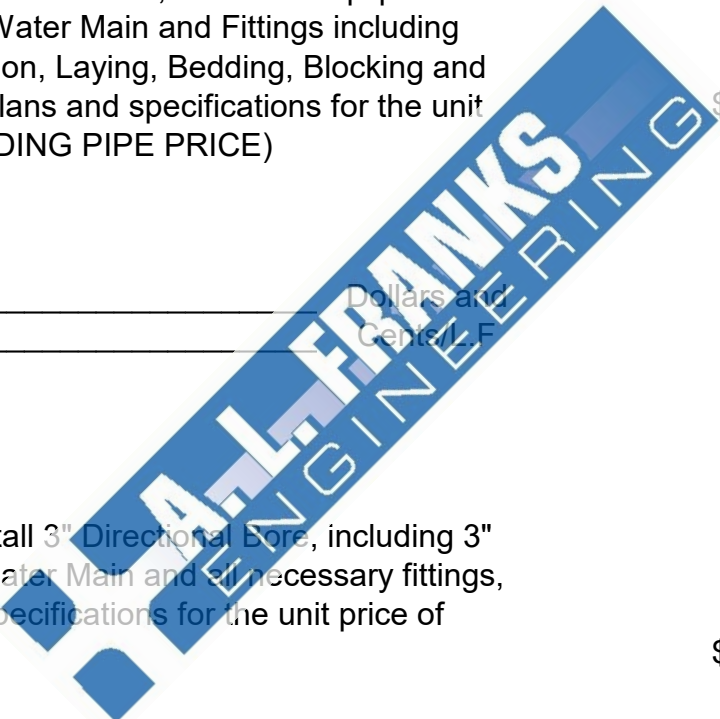 Water Main and Fittings including
on, Laying, Bedding, Blocking and
lans and specifications for the unit
DING PIPE PRICE)
$
Dollars and
Cents/L.F
A. L. FRANKS
ENGINEERING
tall 3" Directional Bore, including 3"
ater Main and all necessary fittings,
pecifications for the unit price of
$